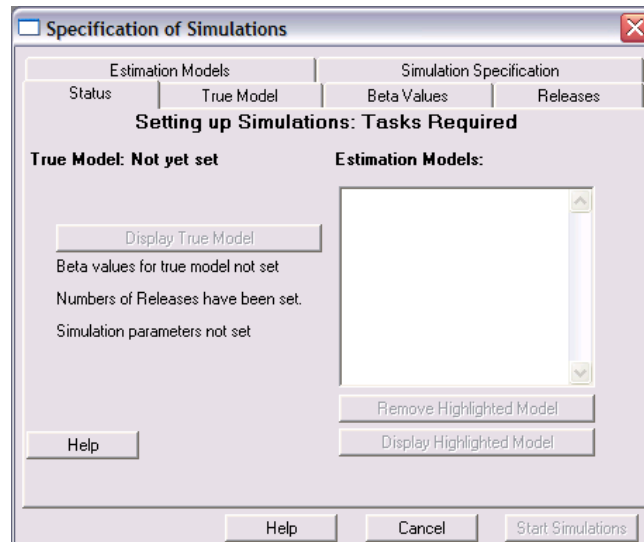 Specification of Simulations
Estimation Models
Simulation Specification
Status
True Model
Beta Values
Releases
Setting up Simulations: Tasks Required
True Model: Not yet set
Estimation Models:
Display True Model
Beta values for true model not set
Numbers of Releases have been set.
Simulation parameters not set
Remove Highlighted Model
Help
Display Highlighted Model
Help
Cancel
Start Simulations